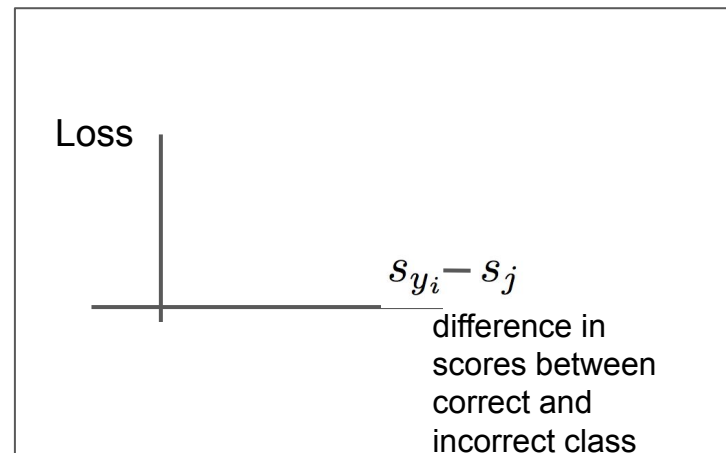 Loss
s_{y_i} − s_j
difference in
scores between
correct and
incorrect class